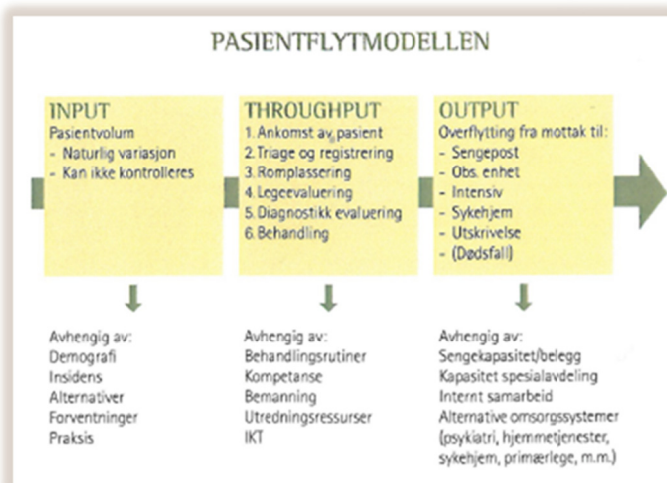 PASIENTFLYTMODELLEN
INPUT
Pasientvolum
- Naturlig variasjon
- Kan ikke kontrolleres
THROUGHPUT
1. Ankomst av pasient
2. Triage og registrering
3. Romplassering
4. Legeevaluering
5. Diagnostikk evaluering
6. Behandling
OUTPUT
Overflytting fra mottak til:
- Sengepost
- Obs. enhet
- Intensiv
- Sykehjem
- Utskrivelse
- (Dødsfall)
Avhengig av:
Demografi
Insidens
Alternativer
Forventninger
Praksis
Avhengig av:
Behandlingsrutiner
Kompetanse
Bemanning
Utredningsressurser
IKT
Avhengig av:
Sengekapasitet/belegg
Kapasitet spesialavdeling
Internt samarbeid
Alternative omsorgssystemer
(psykiatri, hjemmetjenester,
sykehjem, primærlege, m.m.)